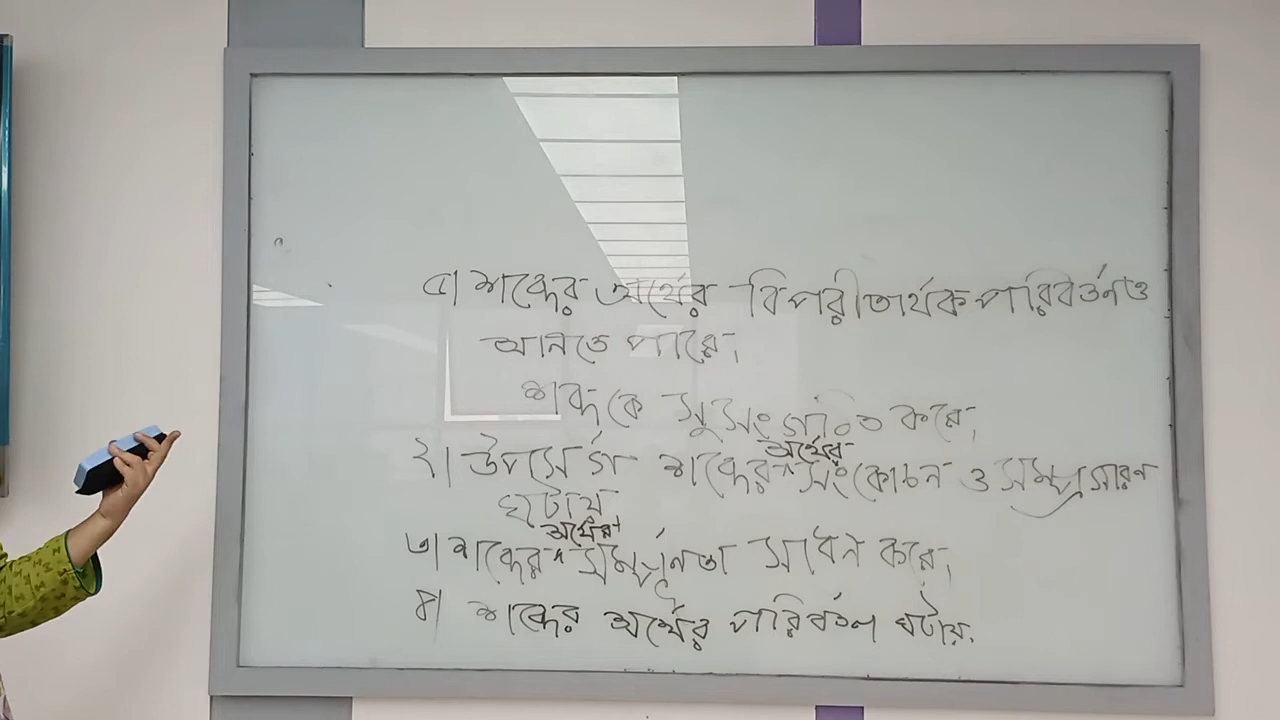 ৫। শব্দের অর্থের বিপরীতার্থক পরিবর্তনও
আনতে পারে।
শব্দকে সুসংগঠিত করে।
২। উপসর্গ শব্দের ^অর্থের সংকোচন ও সম্প্রসারণ
ঘটায়
৩। শব্দের ^অর্থের সম্পূর্ণতা সাধন করে।
৪। শব্দের অর্থের পরিবর্তন ঘটায়.